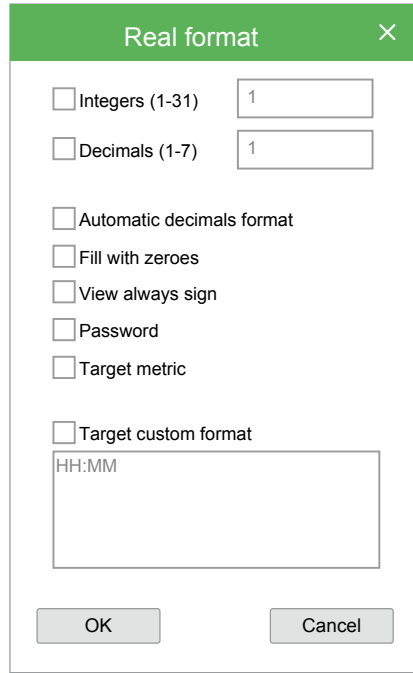 Real format
Integers (1-31) 1
Decimals (1-7) 1
Automatic decimals format
Fill with zeroes
View always sign
Password
Target metric
Target custom format
HH:MM
OK Cancel